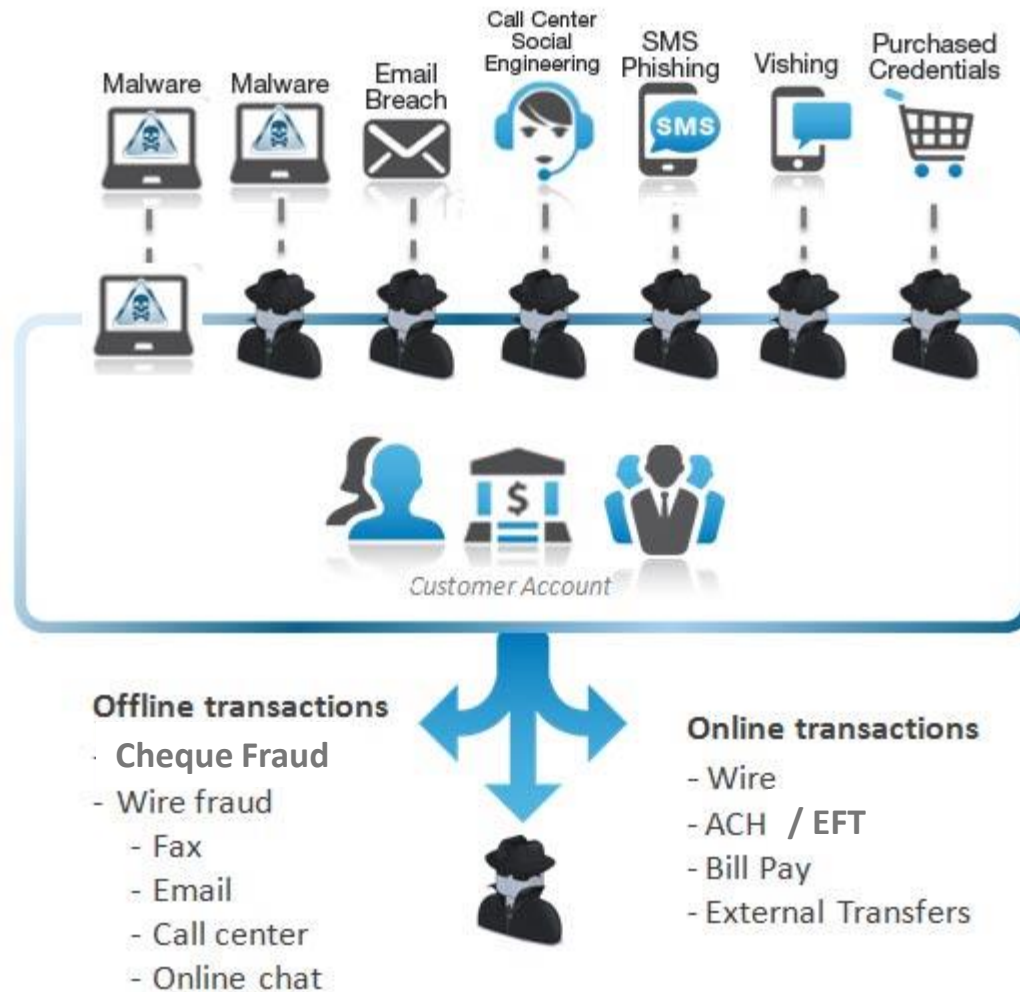 Malware
Malware
Email
Breach
Call Center
Social
Engineering
SMS
Phishing
SMS
Vishing
Purchased
Credentials
$
Customer Account
Offline transactions
· Cheque Fraud
- Wire fraud
- Fax
- Email
- Call center
- Online chat
Online transactions
- Wire
- ACH / EFT
- Bill Pay
- External Transfers